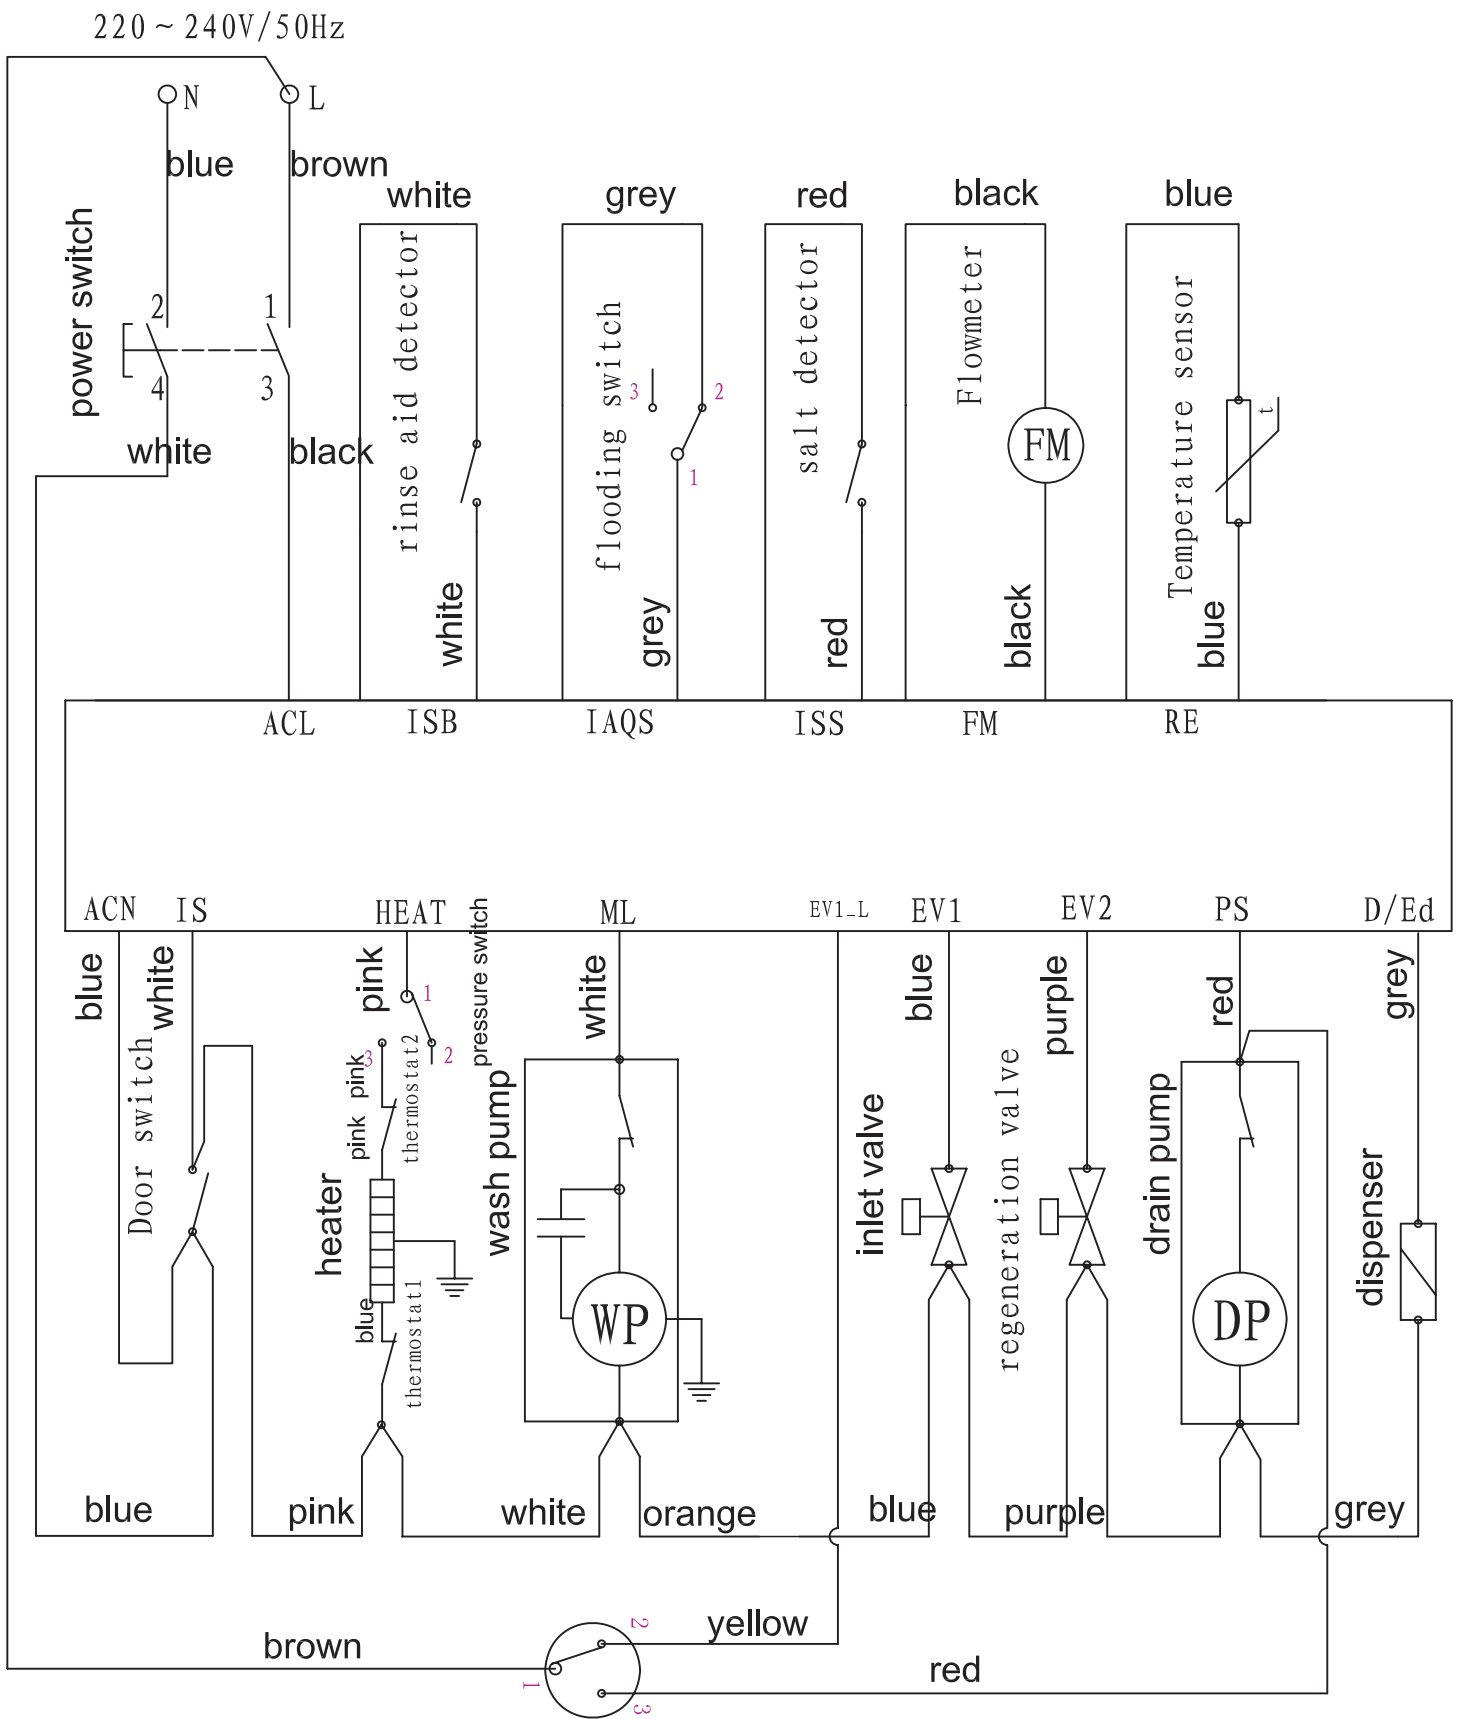 220～240V/50Hz
N
L
blue
brown
white
grey
red
black
blue
power switch
2
1
4
3
white
black
rinse aid detector
flooding switch
3
2
1
salt detector
Flowmeter
FM
Temperature sensor
t
white
grey
red
black
blue
ACL
ISB
IAQS
ISS
FM
RE
ACN
IS
HEAT
ML
EV1-L
EV1
EV2
PS
D/Ed
blue
white
pink
pressure switch
white
blue
purple
red
grey
1
3
2
Door switch
pink
pink
thermostat2
heater
blue
thermostat1
wash pump
WP
inlet valve
regeneration valve
drain pump
DP
dispenser
blue
pink
white
orange
blue
purple
grey
brown
yellow
red
1
2
3